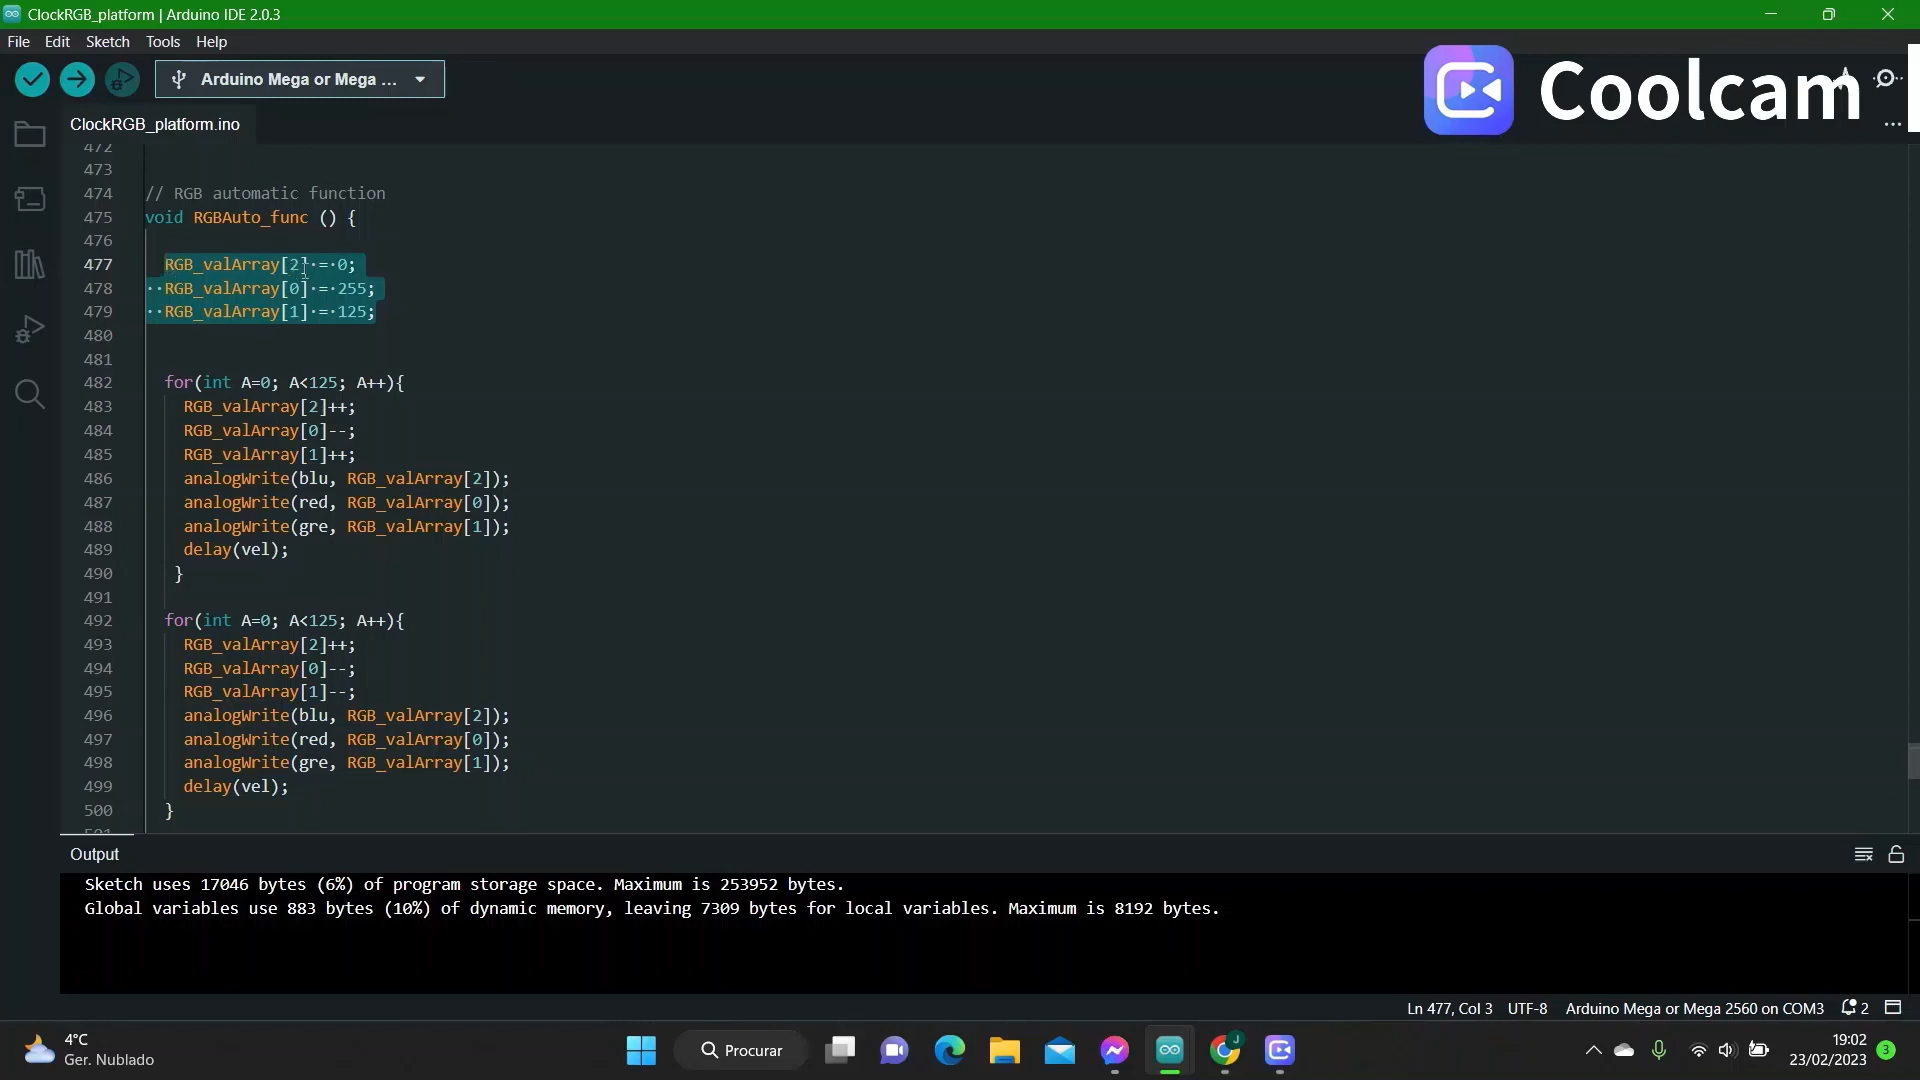 ClockRGB_platform | Arduino IDE 2.0.3
File Edit Sketch Tools Help
Arduino Mega or Mega ...
Coolcam
ClockRGB_platform.ino
472
473
474 // RGB automatic function
475 void RGBAuto_func () {
476
477 RGB_valArray[2]·=·0;
478 ··RGB_valArray[0]·=·255;
479 ··RGB_valArray[1]·=·125;
480
481
482 for(int A=0; A<125; A++){
483 RGB_valArray[2]++;
484 RGB_valArray[0]--;
485 RGB_valArray[1]++;
486 analogWrite(blu, RGB_valArray[2]);
487 analogWrite(red, RGB_valArray[0]);
488 analogWrite(gre, RGB_valArray[1]);
489 delay(vel);
490 }
491
492 for(int A=0; A<125; A++){
493 RGB_valArray[2]++;
494 RGB_valArray[0]--;
495 RGB_valArray[1]--;
496 analogWrite(blu, RGB_valArray[2]);
497 analogWrite(red, RGB_valArray[0]);
498 analogWrite(gre, RGB_valArray[1]);
499 delay(vel);
500 }
Output
Sketch uses 17046 bytes (6%) of program storage space. Maximum is 253952 bytes.
Global variables use 883 bytes (10%) of dynamic memory, leaving 7309 bytes for local variables. Maximum is 8192 bytes.
Ln 477, Col 3 UTF-8 Arduino Mega or Mega 2560 on COM3 2
4°C
Ger. Nublado
Procurar
J
19:02
23/02/2023
3